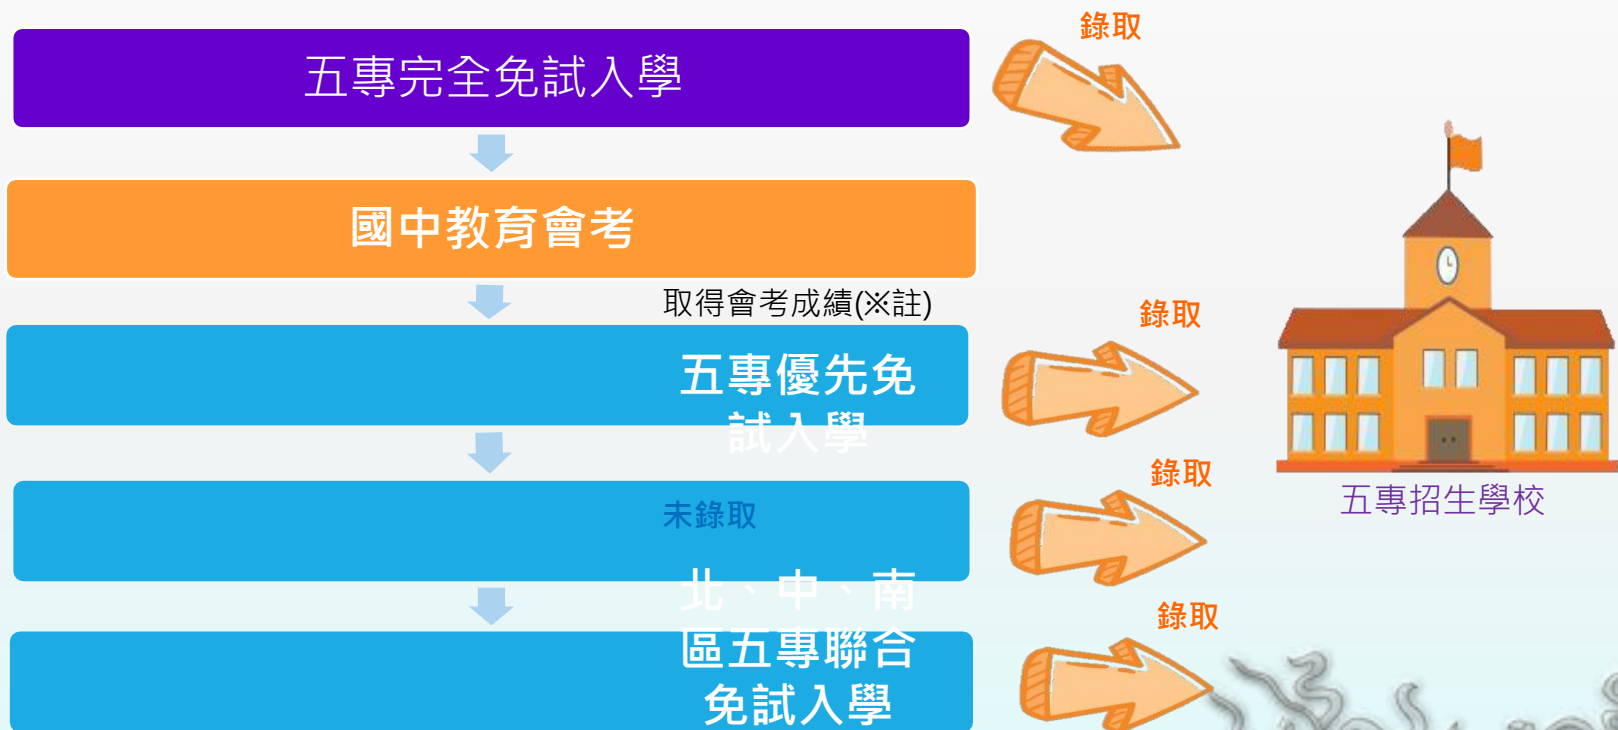 錄取
五專完全免試入學
國中教育會考
取得會考成績(※註)
錄取
五專優先免
試入學
錄取
五專招生學校
未錄取
北、中、南
區五專聯合
免試入學
錄取